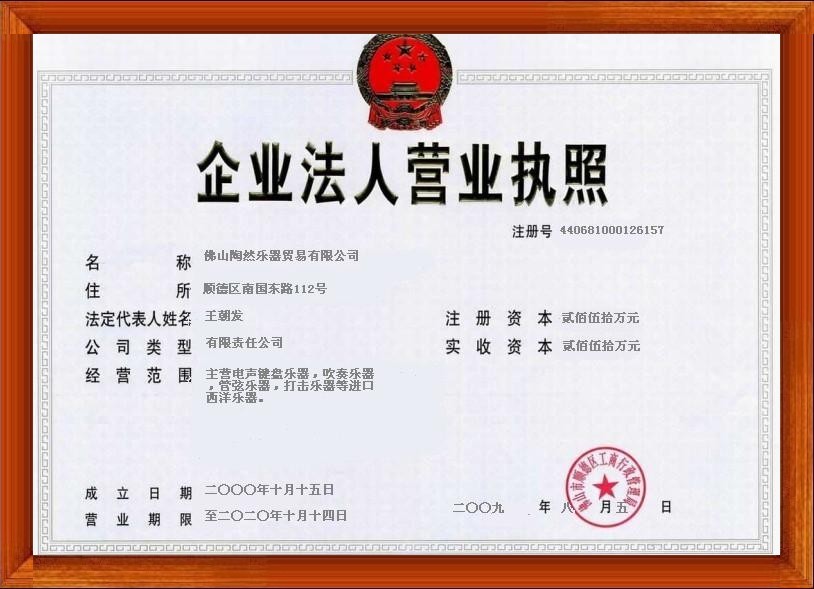 企业法人营业执照
注册号 440681000126157
名称 佛山陶然乐器贸易有限公司
住所 顺德区南国东路112号
法定代表人姓名 王朝发
注册资本 贰佰伍拾万元
公司类型 有限责任公司
实收资本 贰佰伍拾万元
经营范围 主营电声键盘乐器，吹奏乐器
，管弦乐器，打击乐器等进口
西洋乐器。
成立日期 二〇〇〇年十月十五日
营业期限 至二〇二〇年十月十四日
二〇〇九 年 八 月 五 日
佛山市顺德区工商行政管理局